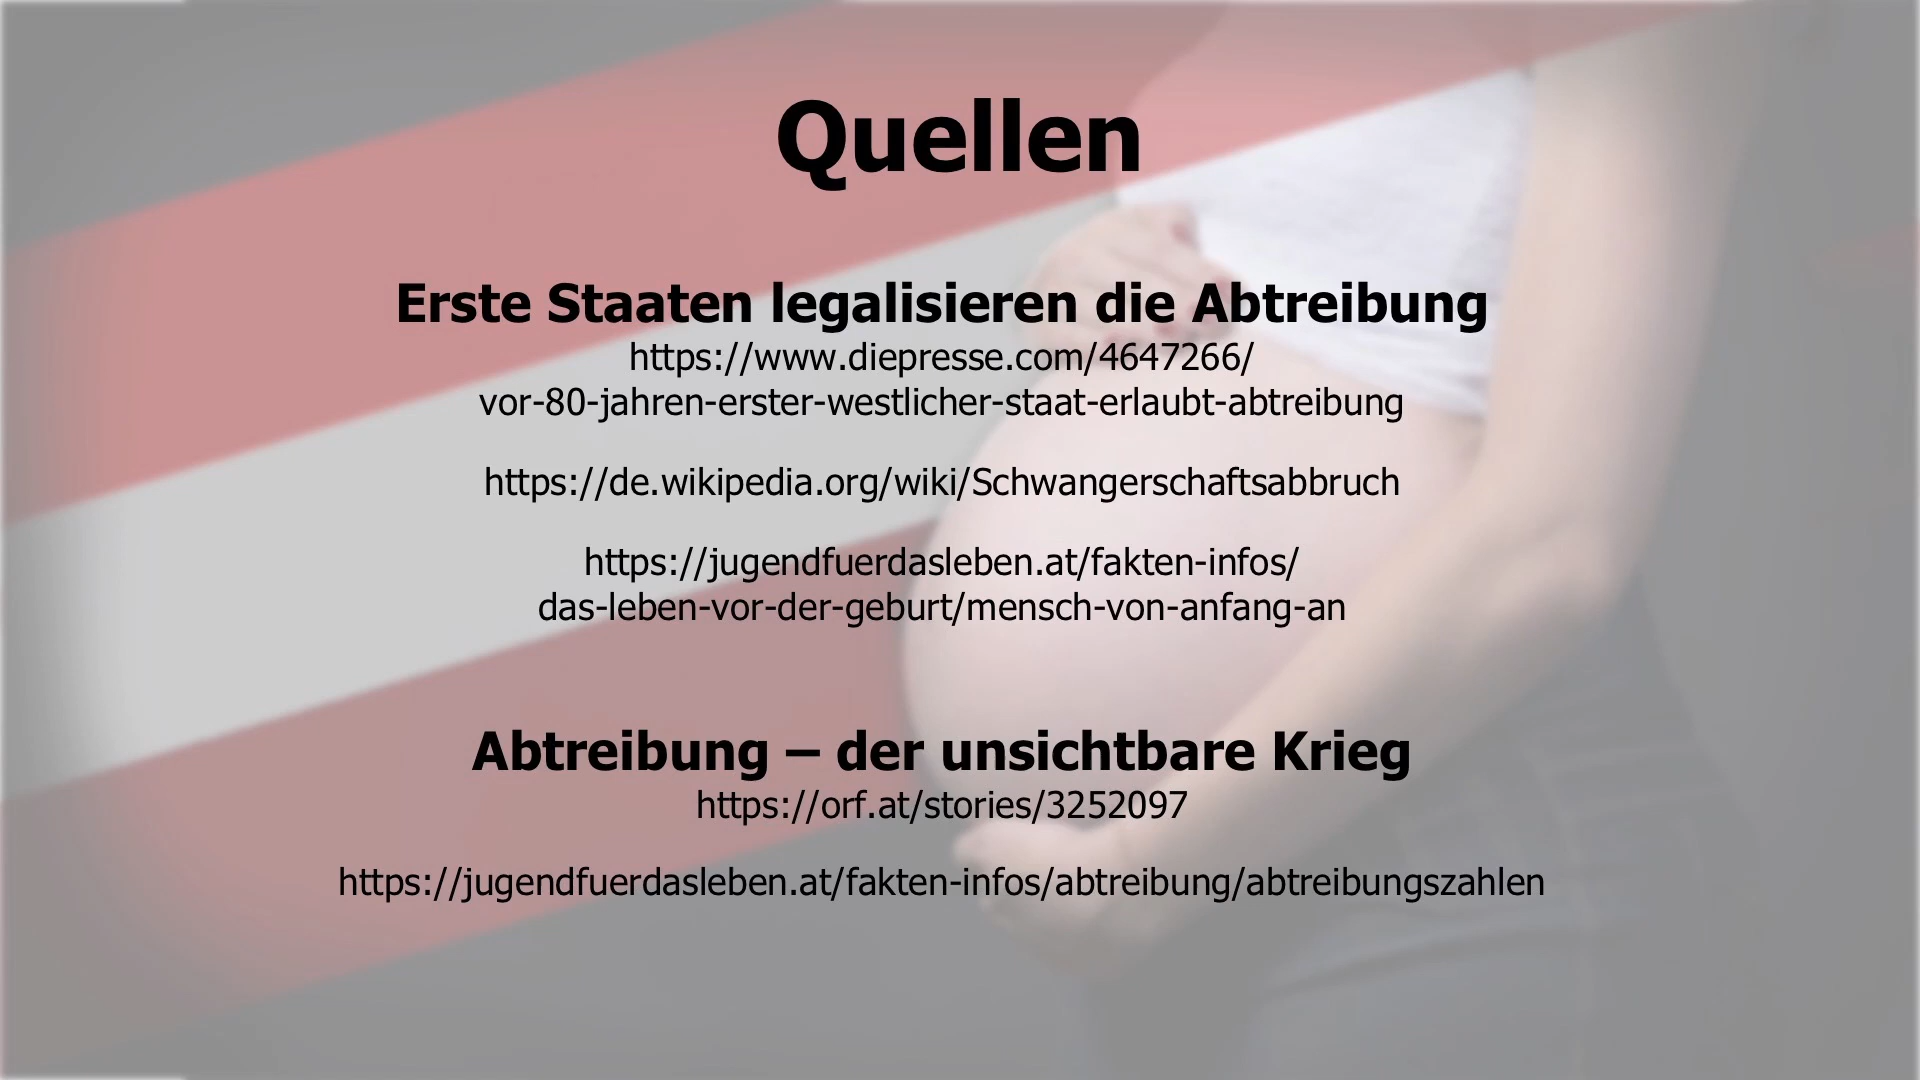 Quellen
Erste Staaten legalisieren die Abtreibung
https://www.diepresse.com/4647266/
vor-80-jahren-erster-westlicher-staat-erlaubt-abtreibung
https://de.wikipedia.org/wiki/Schwangerschaftsabbruch
https://jugendfuerdasleben.at/fakten-infos/
das-leben-vor-der-geburt/mensch-von-anfang-an
Abtreibung – der unsichtbare Krieg
https://orf.at/stories/3252097
https://jugendfuerdasleben.at/fakten-infos/abtreibung/abtreibungszahlen